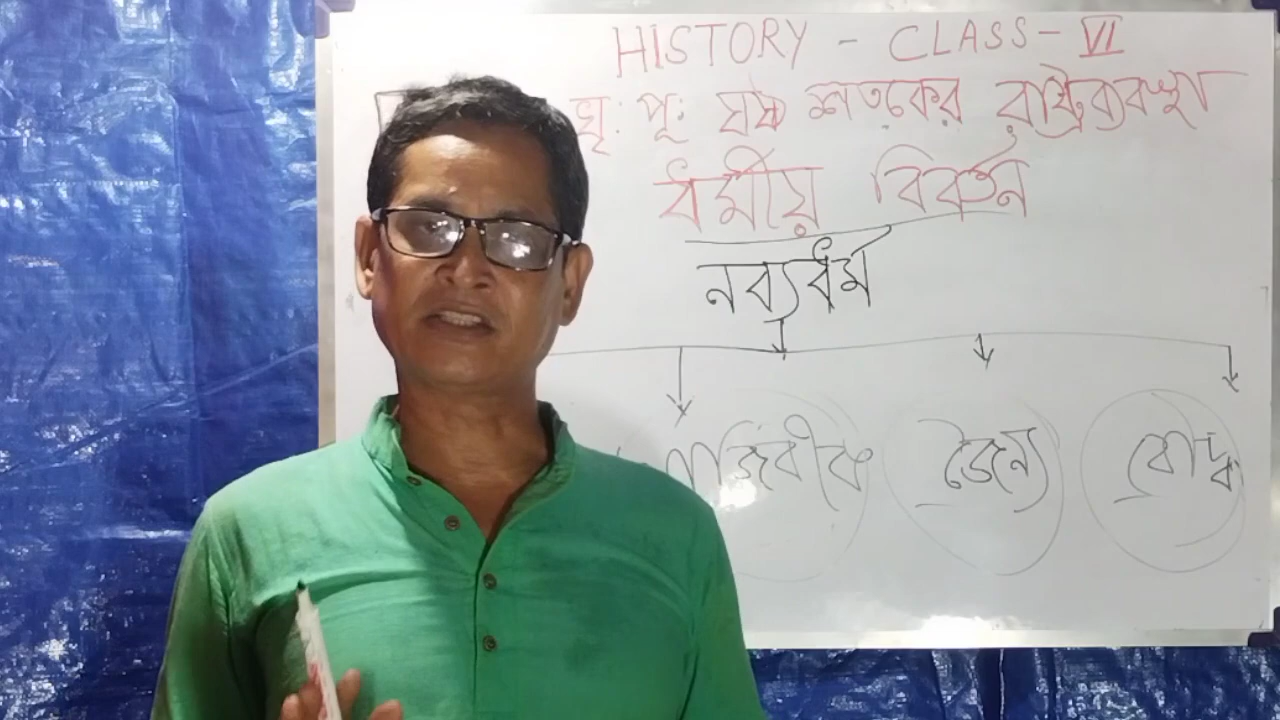 HISTORY - CLASS - VI
খৃঃ পূঃ ষষ্ঠ শতকের রাষ্ট্রব্যবস্থা
ধর্মীয় বিবর্তন
নব্যধর্ম
জৈন্য বৌদ্ধ